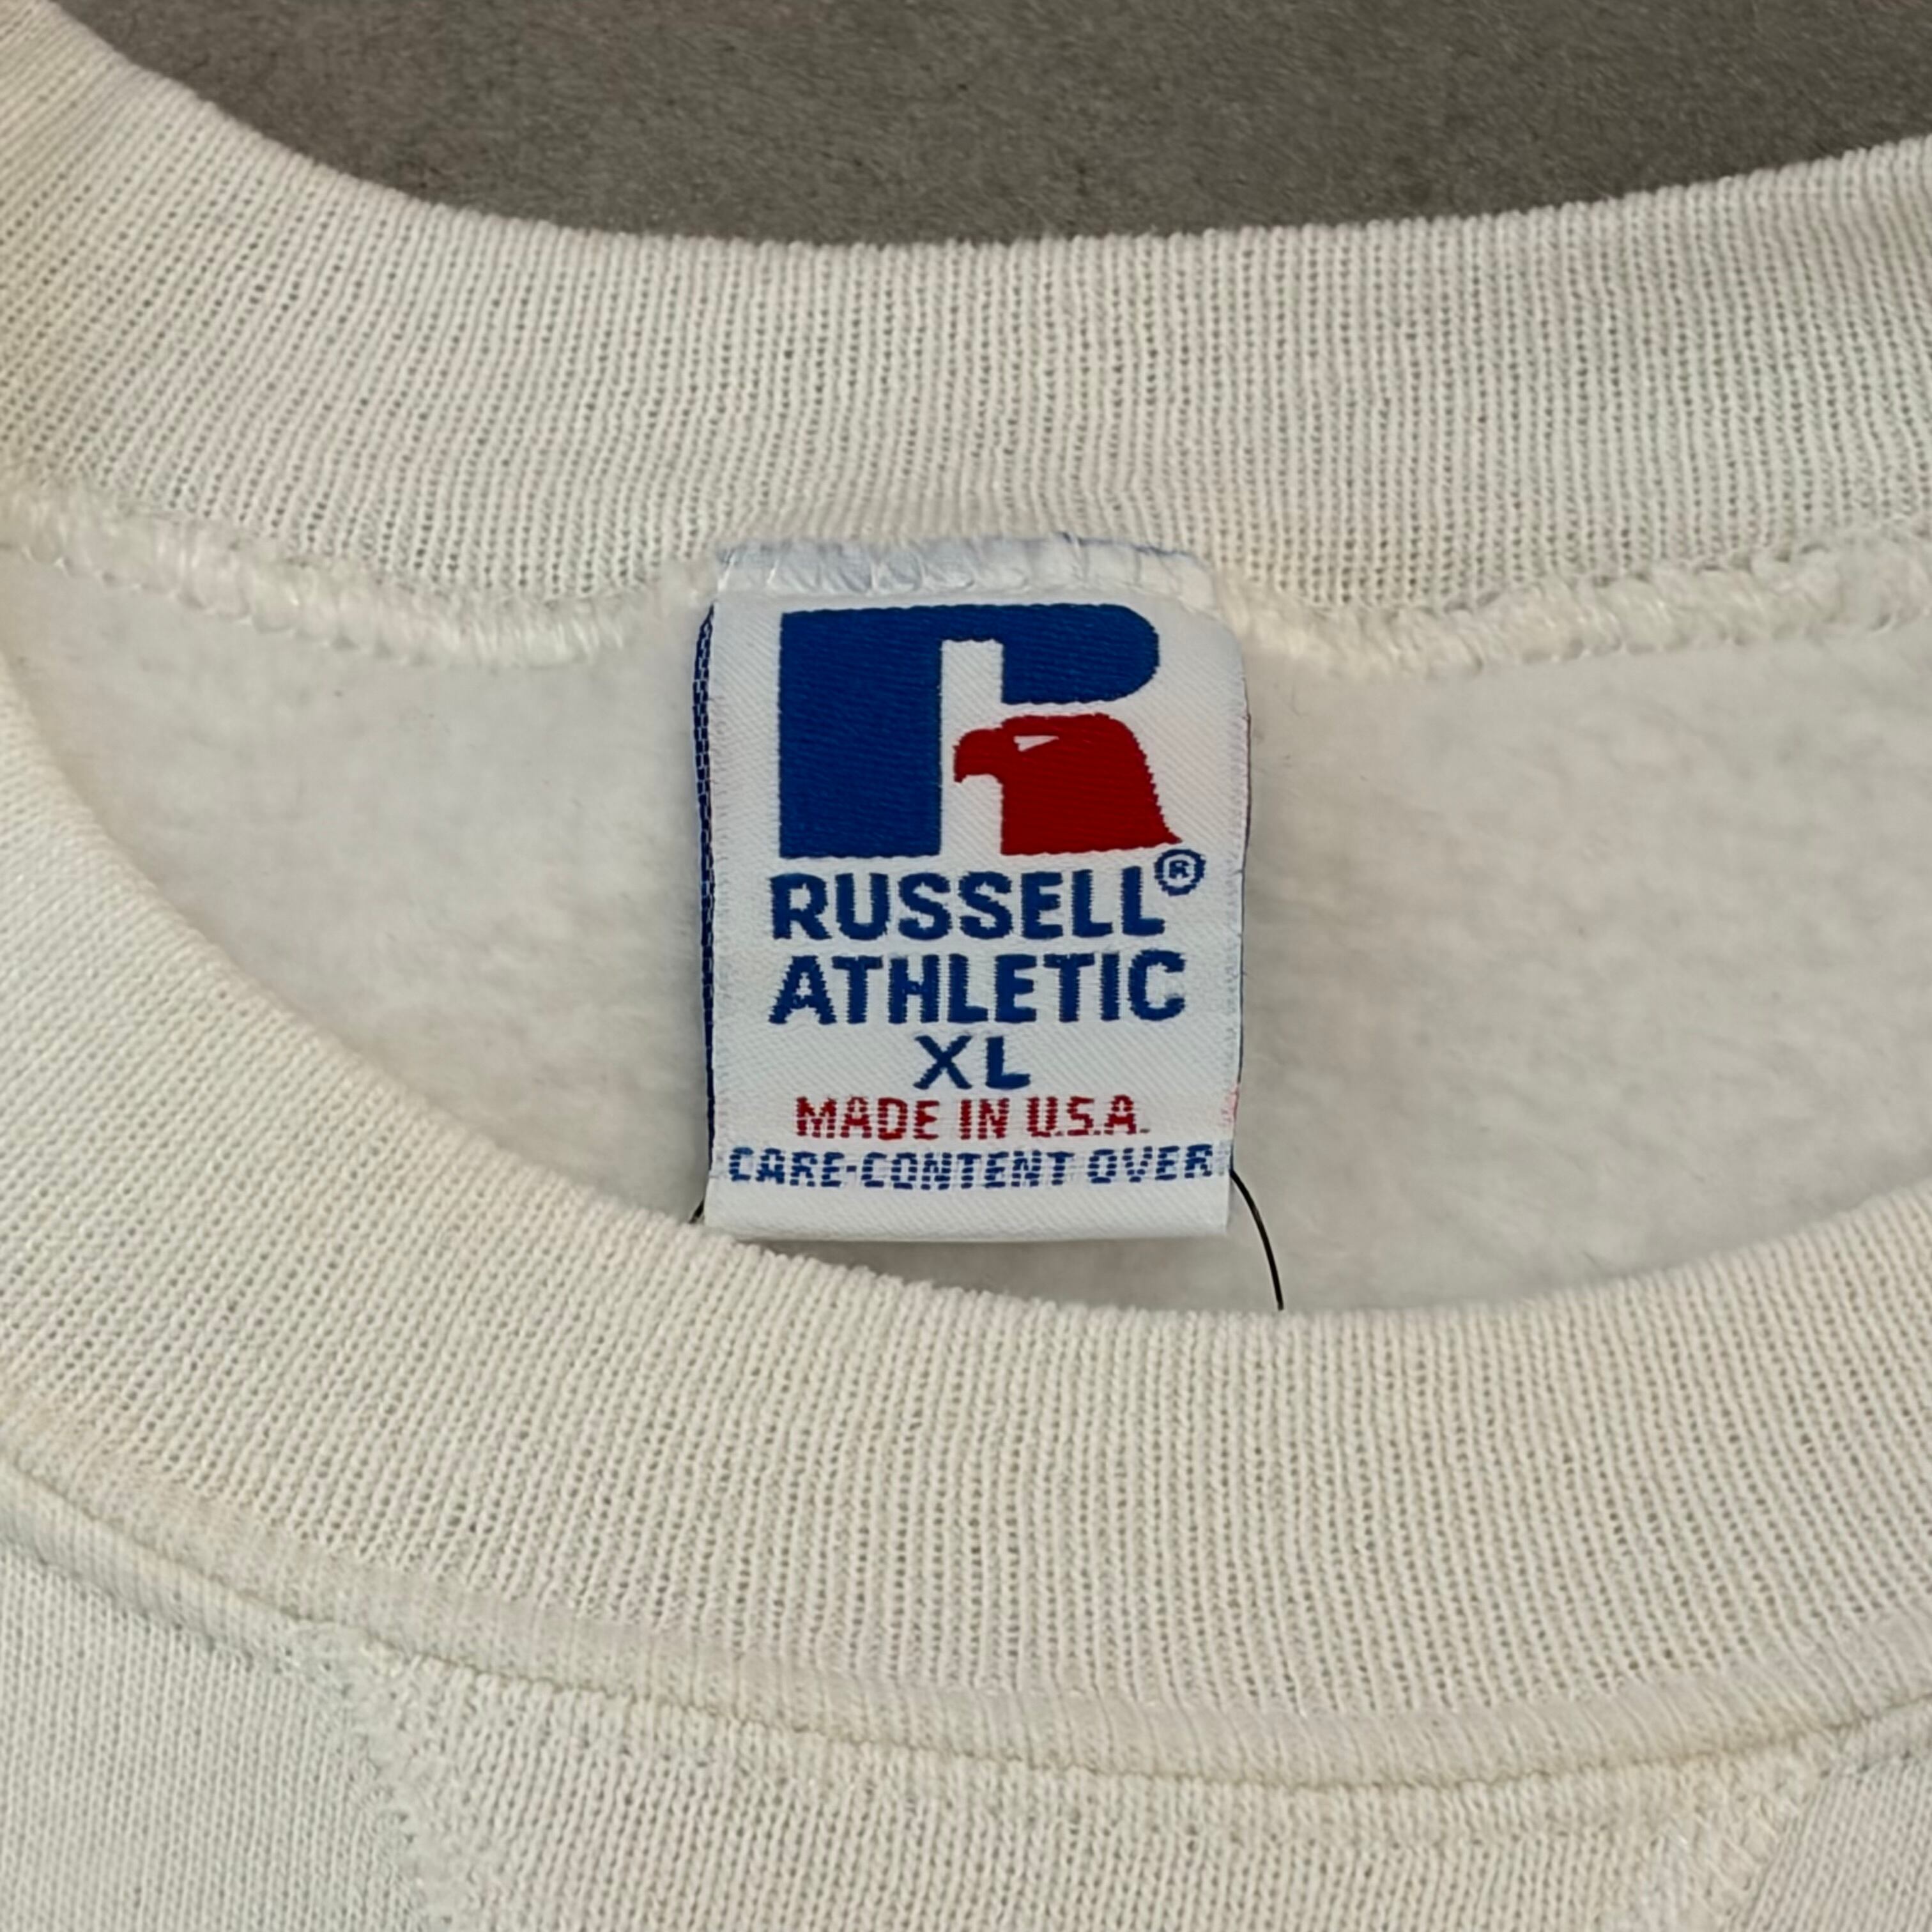 RUSSELL®
ATHLETIC
XL
MADE IN U.S.A.
CARE-CONTENT OVER